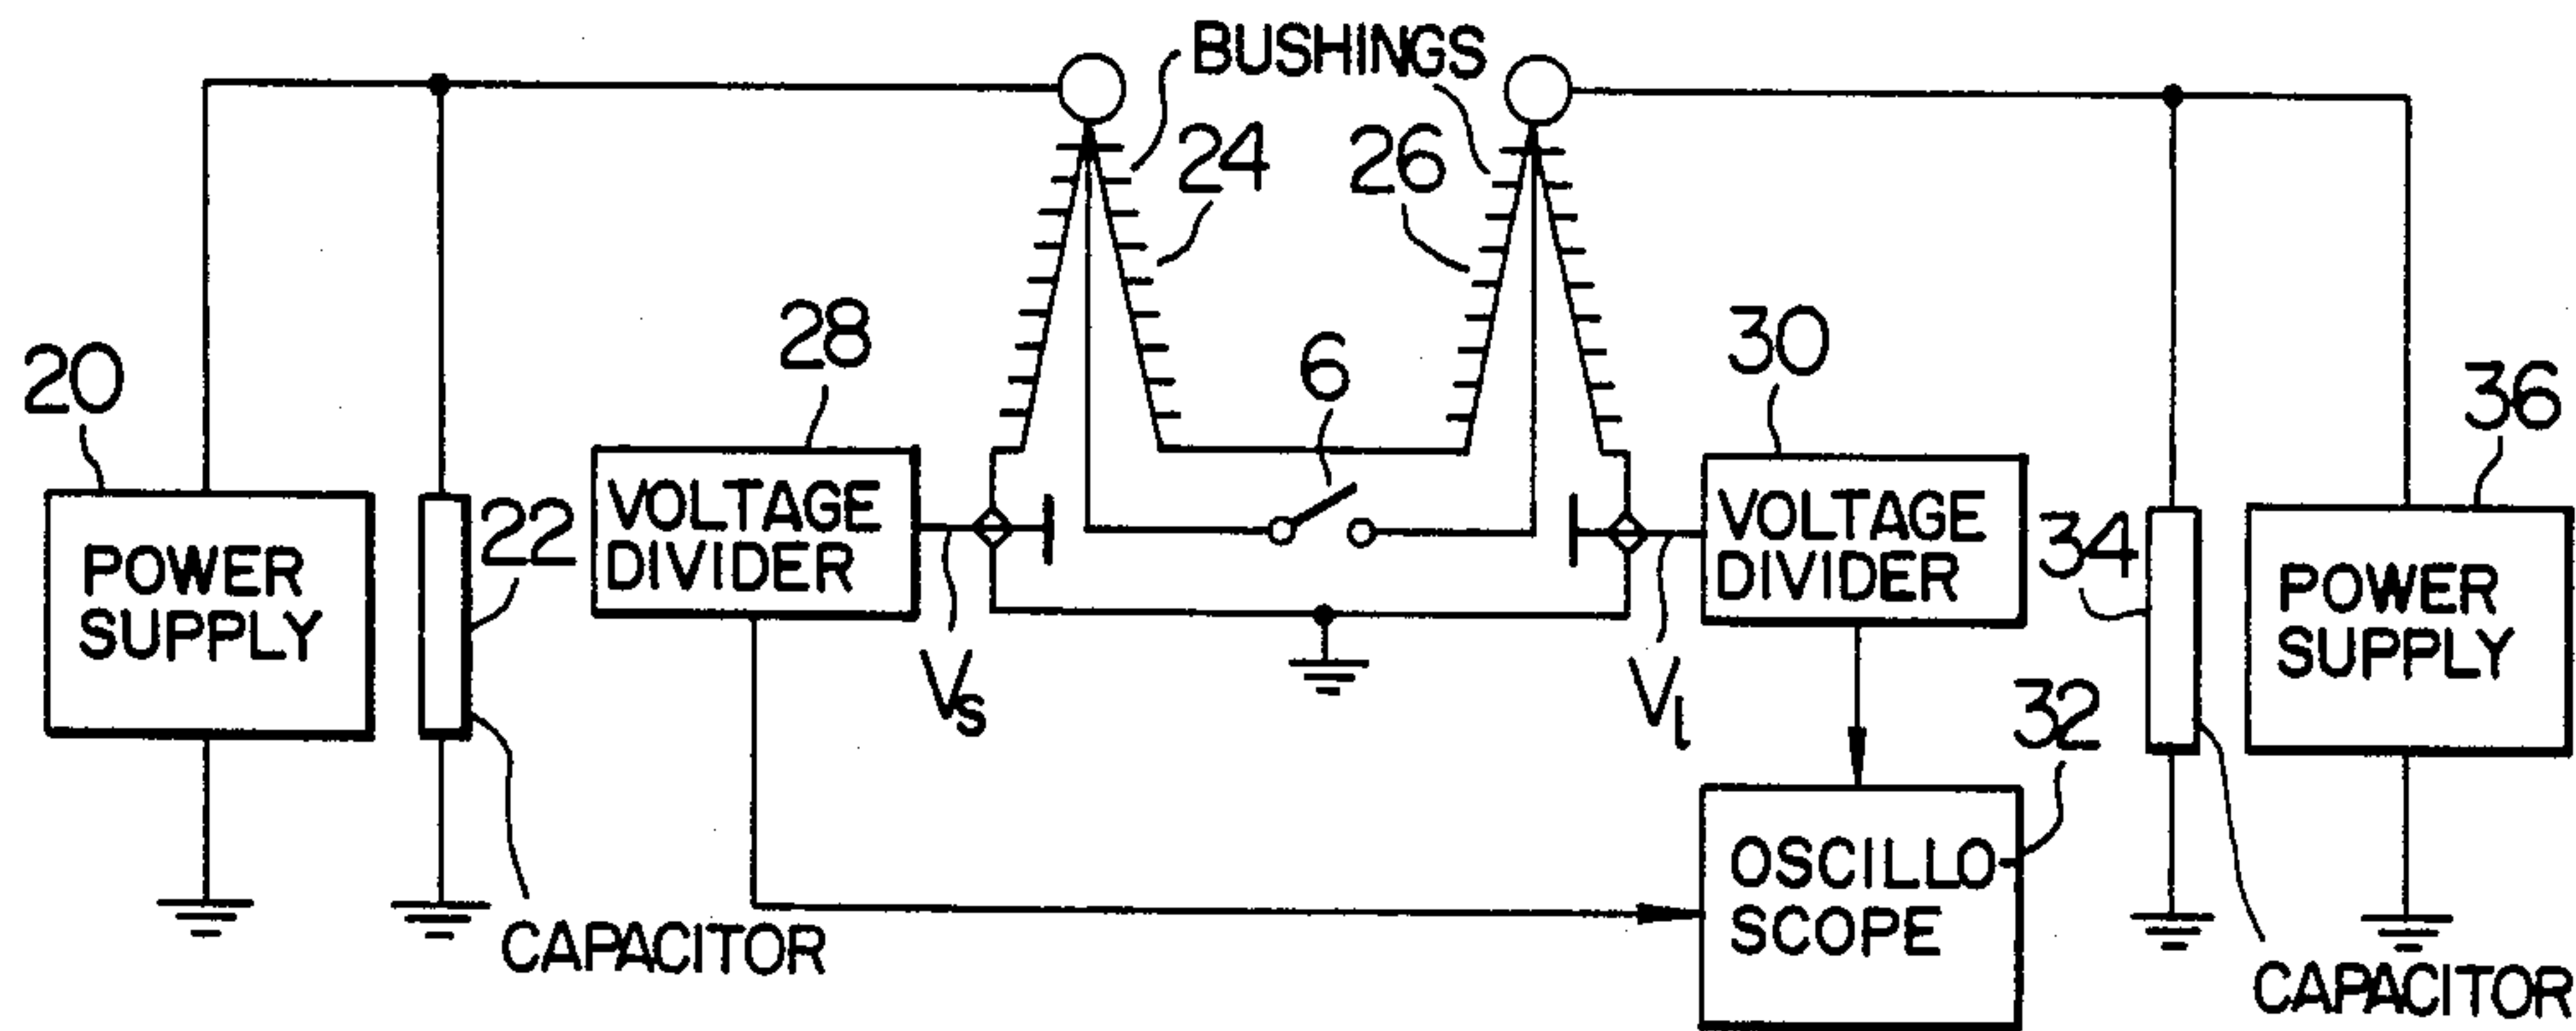 BUSHINGS
24
26
28
30
6
20
36
POWER
SUPPLY
22
VOLTAGE
DIVIDER
VOLTAGE
DIVIDER
34
POWER
SUPPLY
Vs
Vl
32
OSCILLO-
SCOPE
CAPACITOR
CAPACITOR